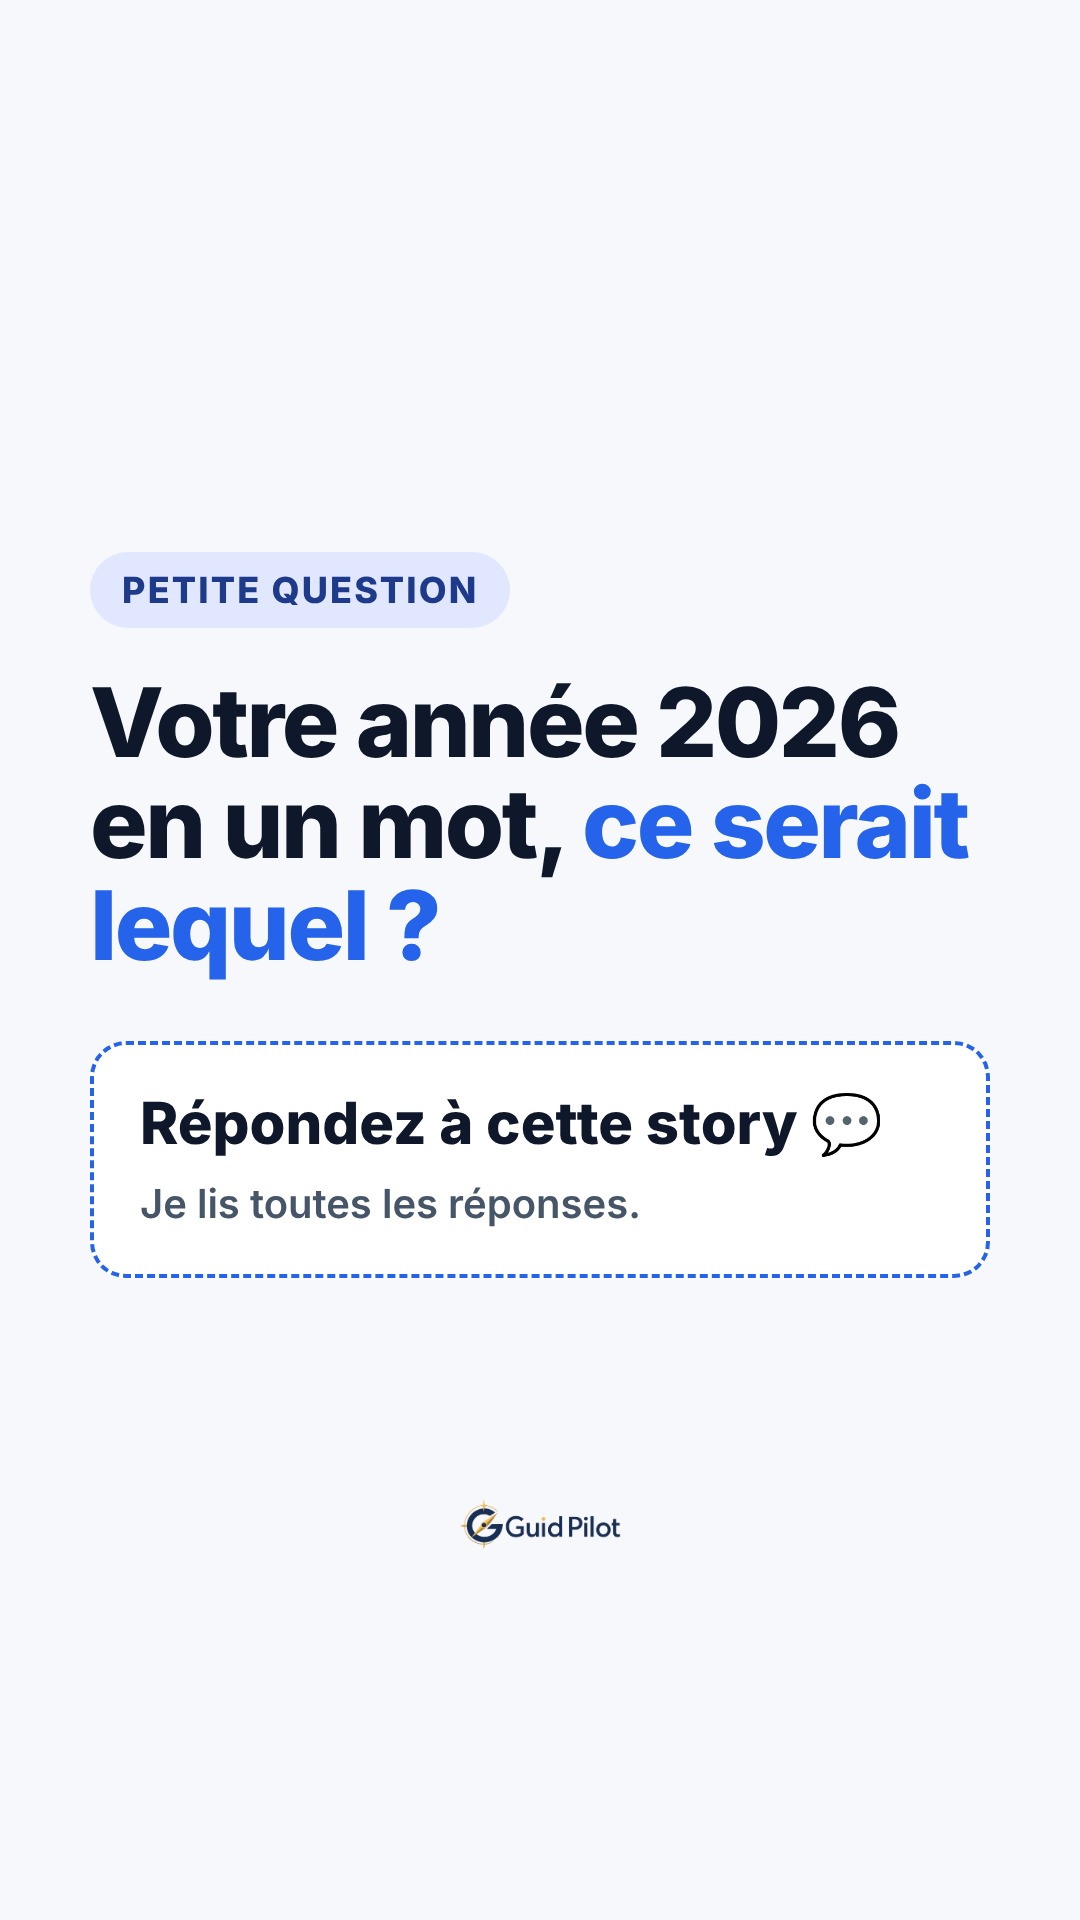 PETITE QUESTION
Votre année 2026
en un mot, ce serait
lequel ?
Répondez à cette story 💬
Je lis toutes les réponses.
Guid Pilot